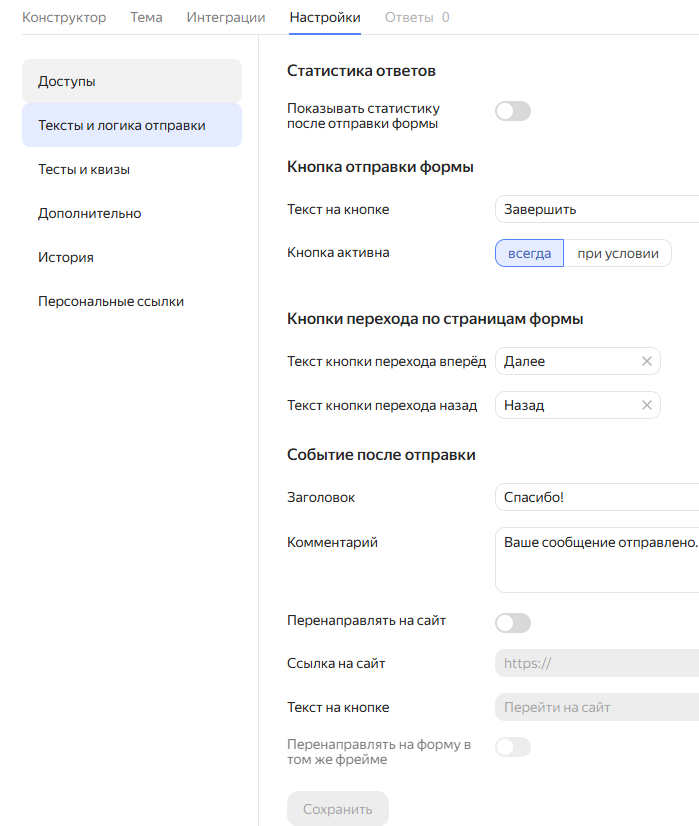 Конструктор Тема Интеграции Настройки Ответы 0
Доступы
Тексты и логика отправки
Тесты и квизы
Дополнительно
История
Персональные ссылки
Статистика ответов
Показывать статистику
после отправки формы
Кнопка отправки формы
Текст на кнопке Завершить
Кнопка активна всегда при условии
Кнопки перехода по страницам формы
Текст кнопки перехода вперёд Далее
Текст кнопки перехода назад Назад
Событие после отправки
Заголовок Спасибо!
Комментарий Ваше сообщение отправлено.
Перенаправлять на сайт
Ссылка на сайт https://
Текст на кнопке Перейти на сайт
Перенаправлять на форму в
том же фрейме
Сохранить